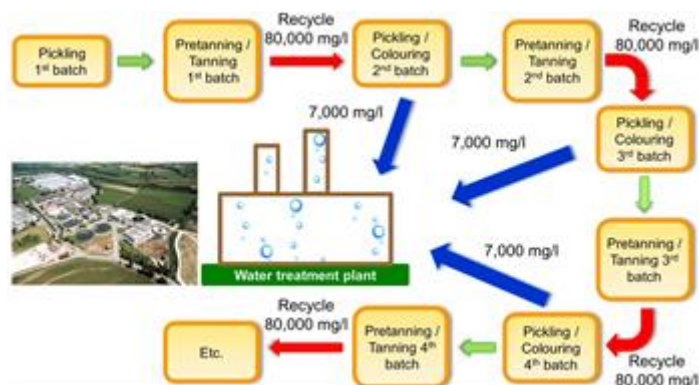 Pickling
1st batch
Pretanning /
Tanning
1st batch
Recycle
80,000 mg/l
Pickling /
Colouring
2nd batch
Pretanning /
Tanning
2nd batch
Recycle
80,000 mg/l
7,000 mg/l
7,000 mg/l
Pickling /
Colouring
3rd batch
Pretanning /
Tanning 3rd
batch
7,000 mg/l
Water treatment plant
Recycle
80,000 mg/l
Etc.
Pretanning /
Tanning 4th
batch
Pickling /
Colouring
4th batch
Recycle
80,000 mg/l